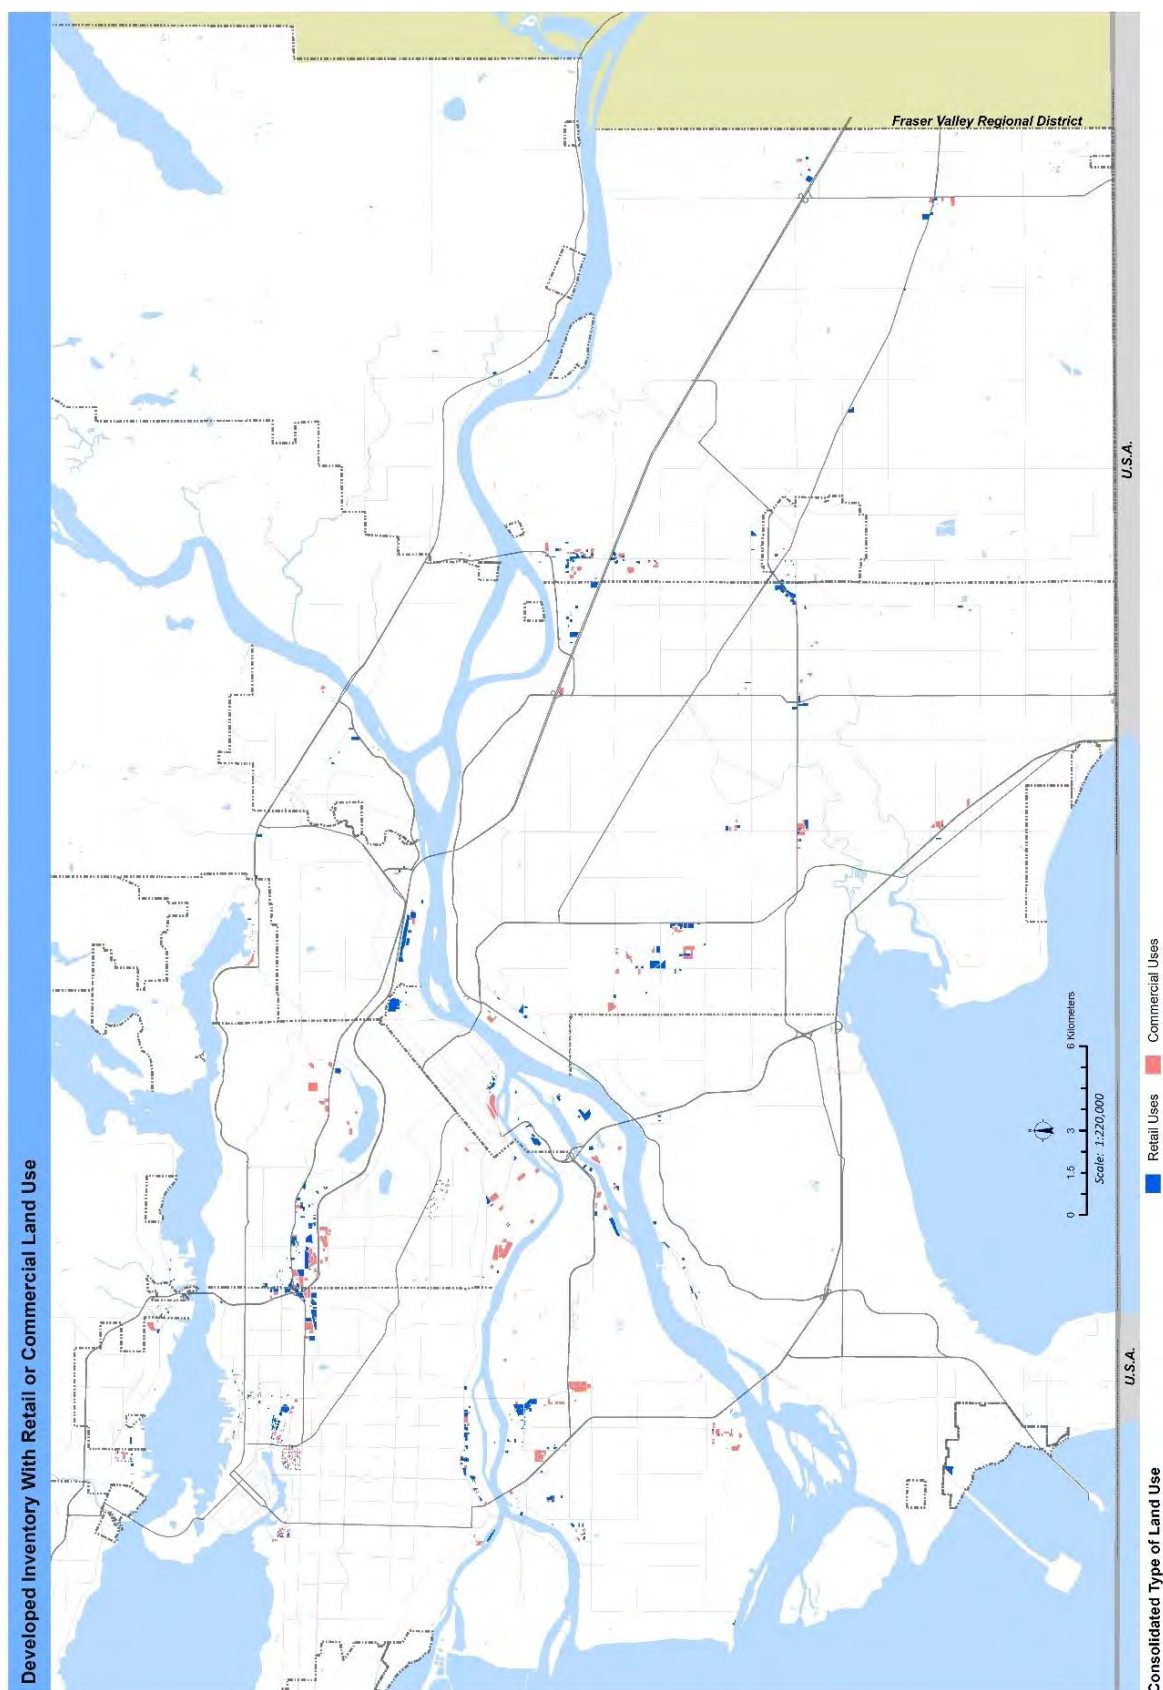 Developed Inventory With Retail or Commercial Land Use
Fraser Valley Regional District
U.S.A.
U.S.A.
0 1.5 3 6 Kilometers
Scale: 1:220,000
Consolidated Type of Land Use
Retail Uses
Commercial Uses